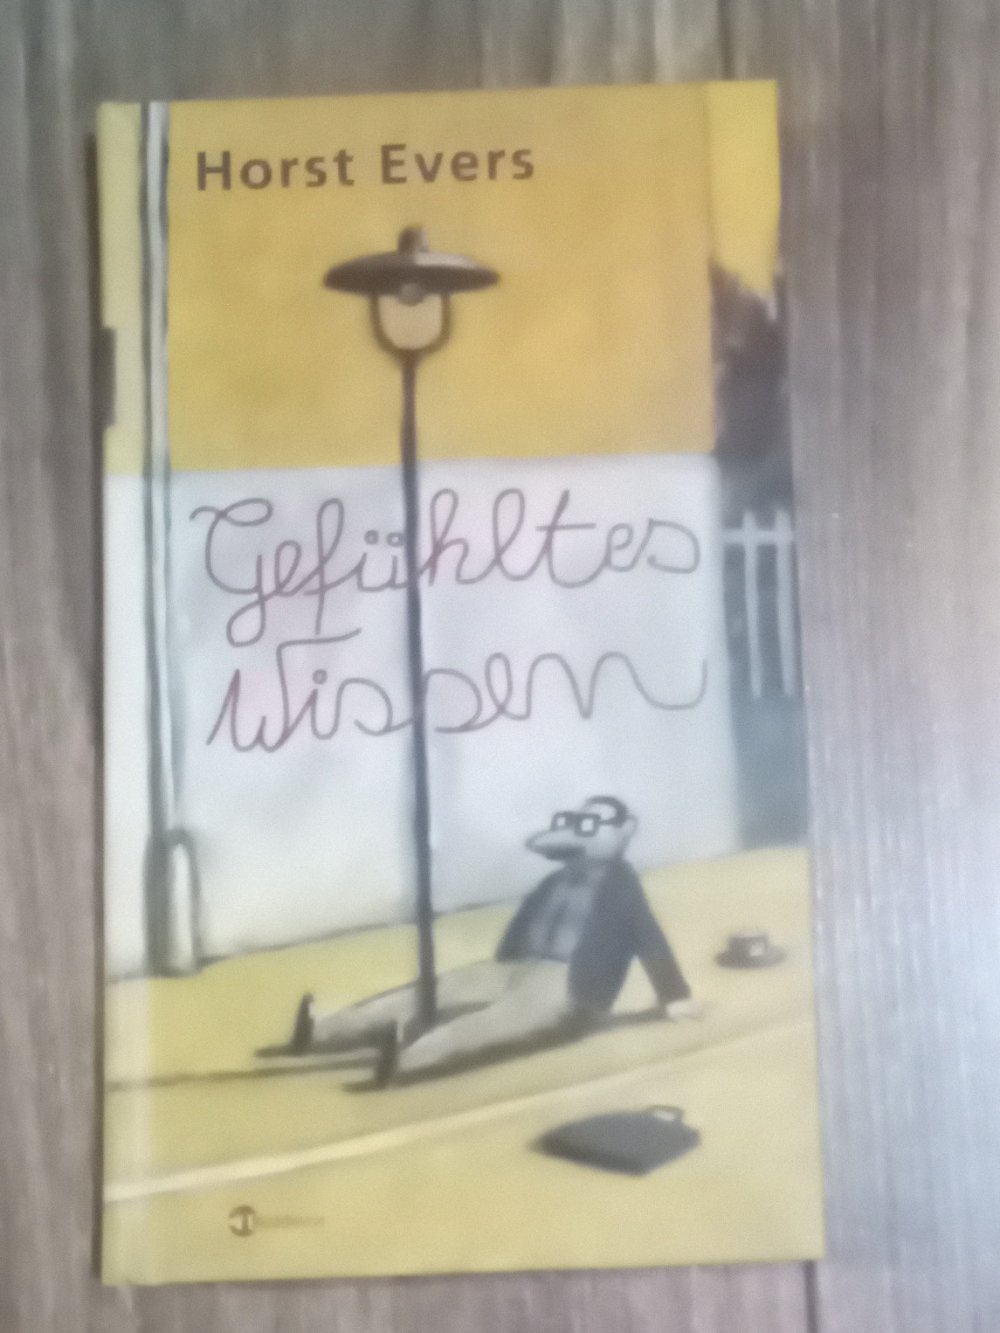 Horst Evers
Gefühltes
Wissen